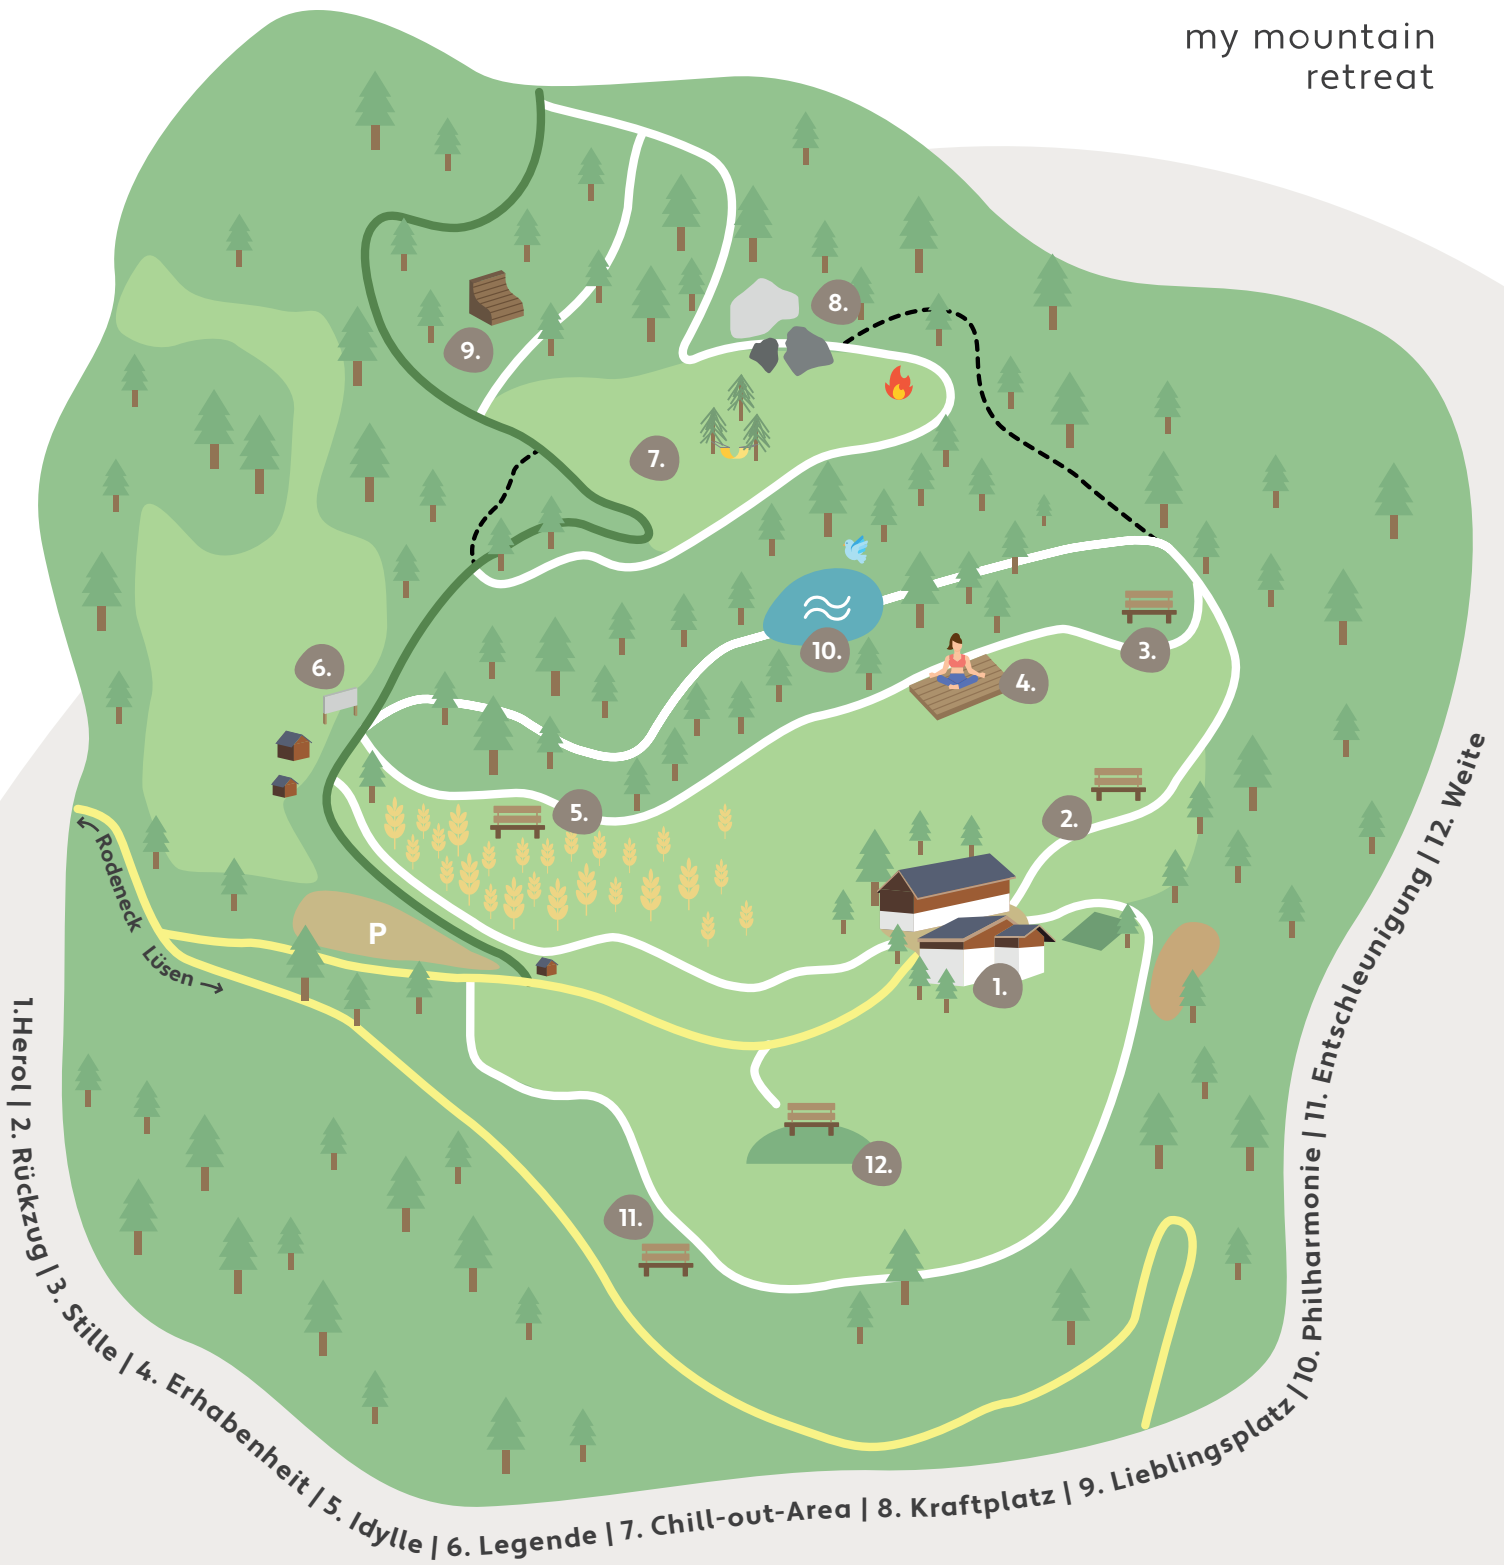 my mountain
retreat
8.
9.
7.
6.
10.
3.
4.
5.
2.
← Rodeneck
P
Lüsen →
1.
12.
11.
1.Herol | 2. Rückzug | 3. Stille | 4. Erhabenheit | 5. Idylle | 6. Legende | 7. Chill-out-Area | 8. Kraftplatz | 9. Lieblingsplatz | 10. Philharmonie | 11. Entschleunigung | 12. Weite